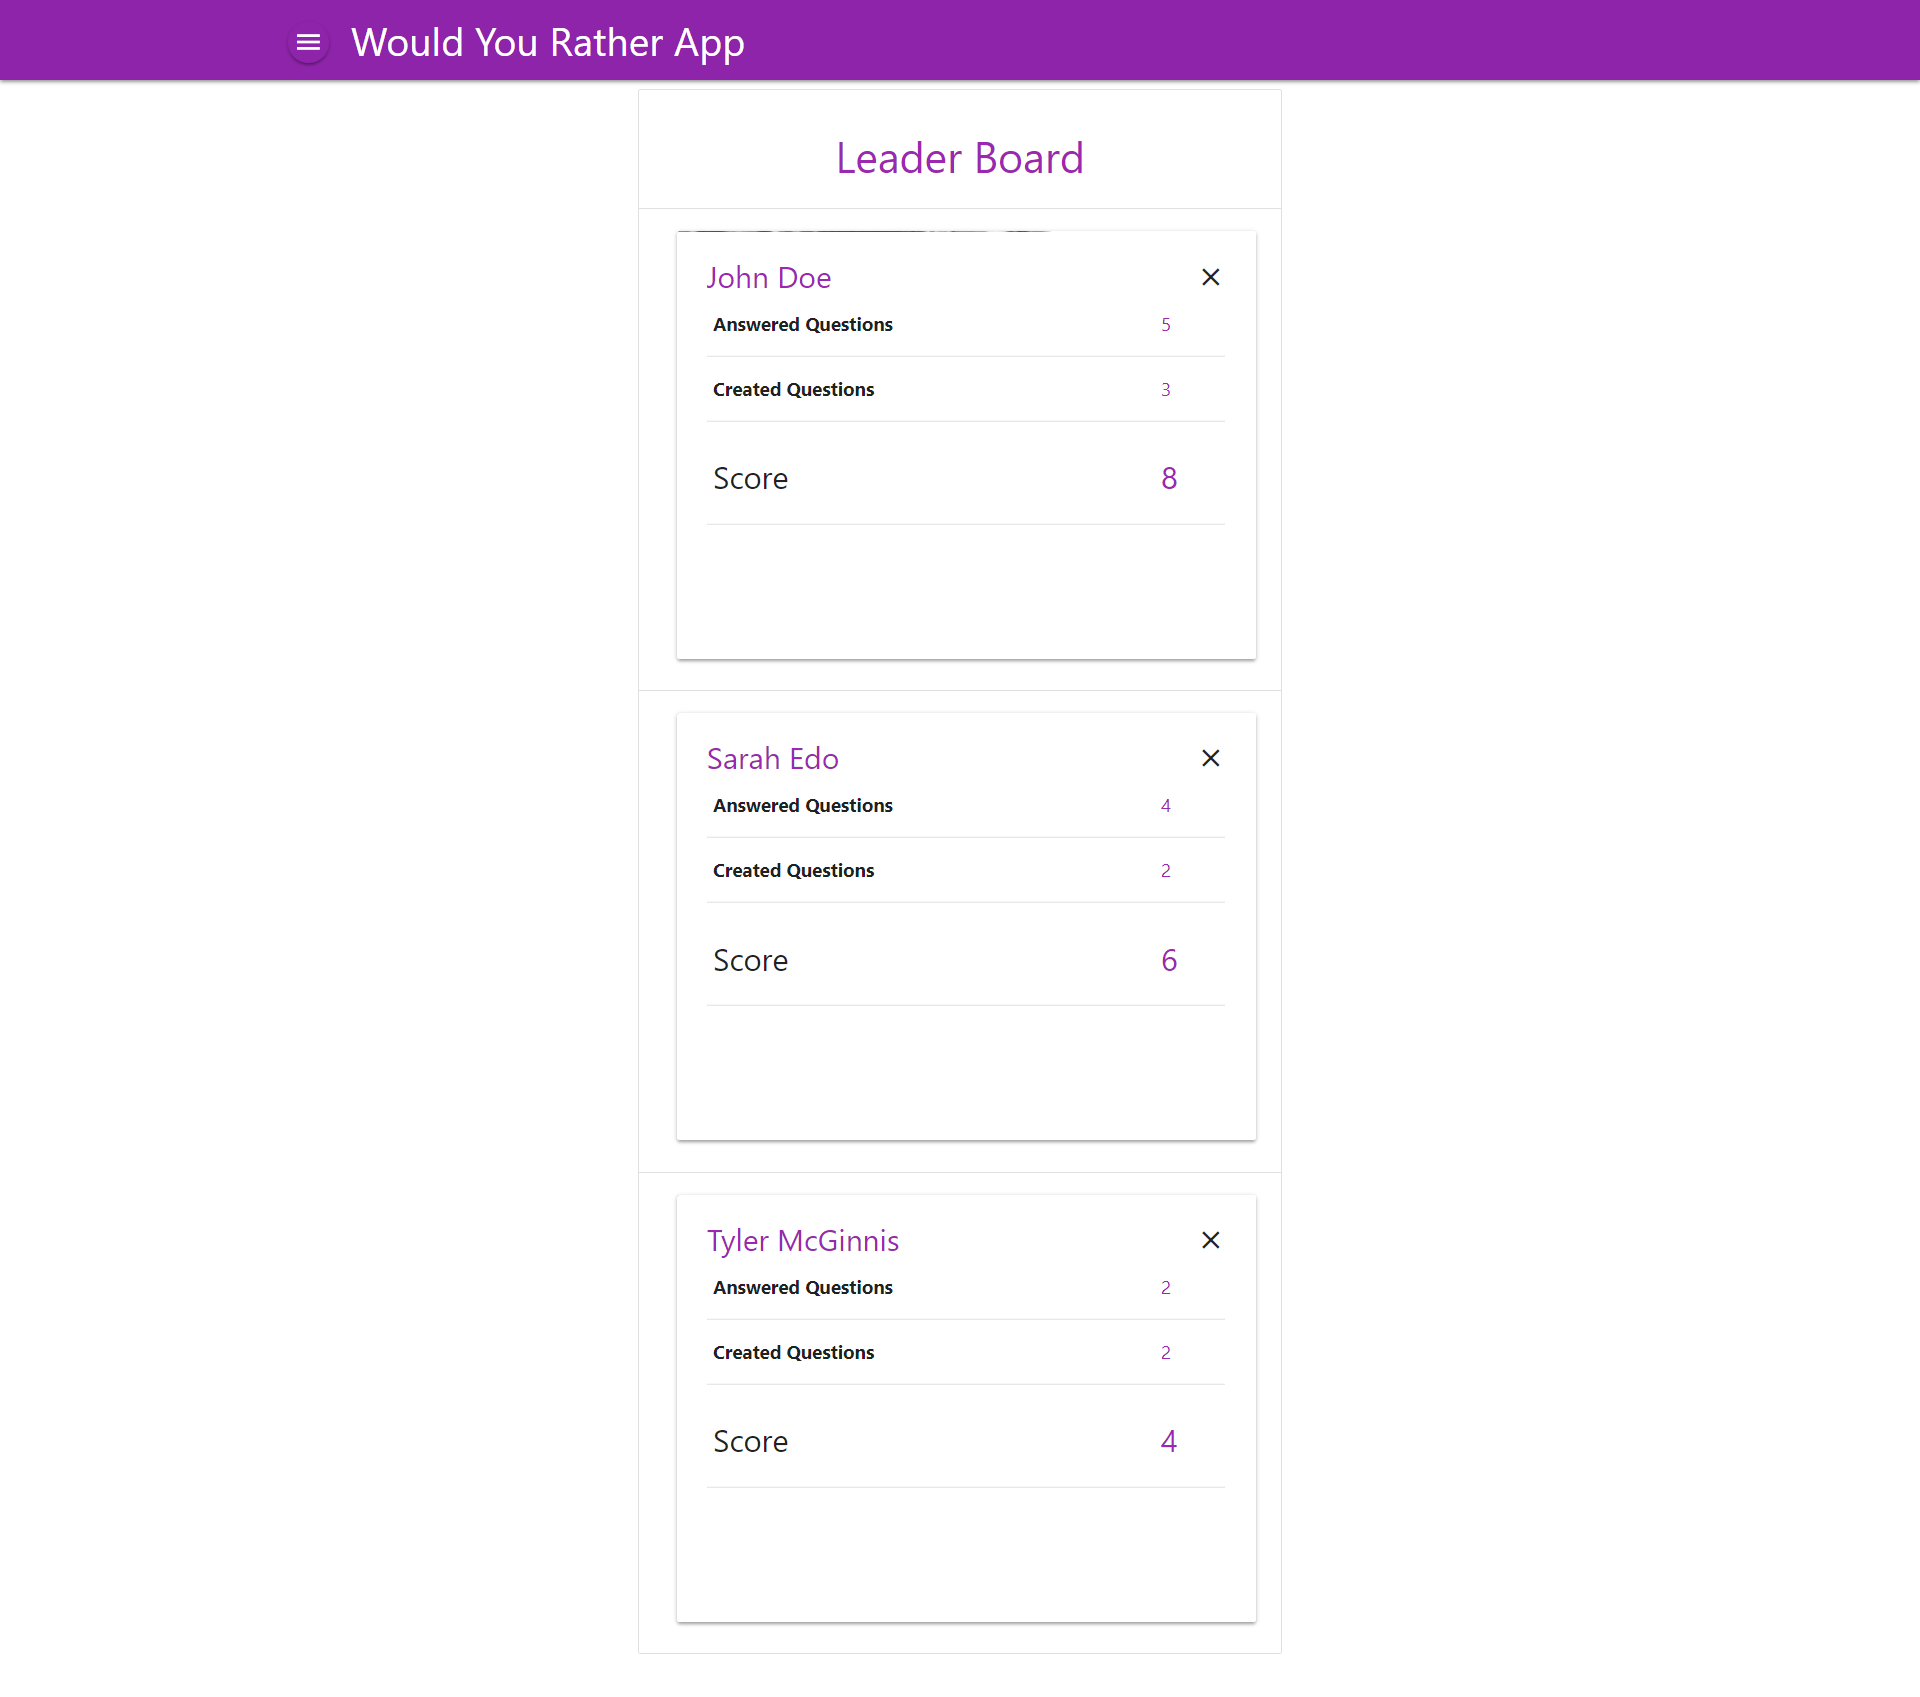 Would You Rather App
Leader Board
John Doe
Answered Questions 5
Created Questions 3
Score 8
Sarah Edo
Answered Questions 4
Created Questions 2
Score 6
Tyler McGinnis
Answered Questions 2
Created Questions 2
Score 4